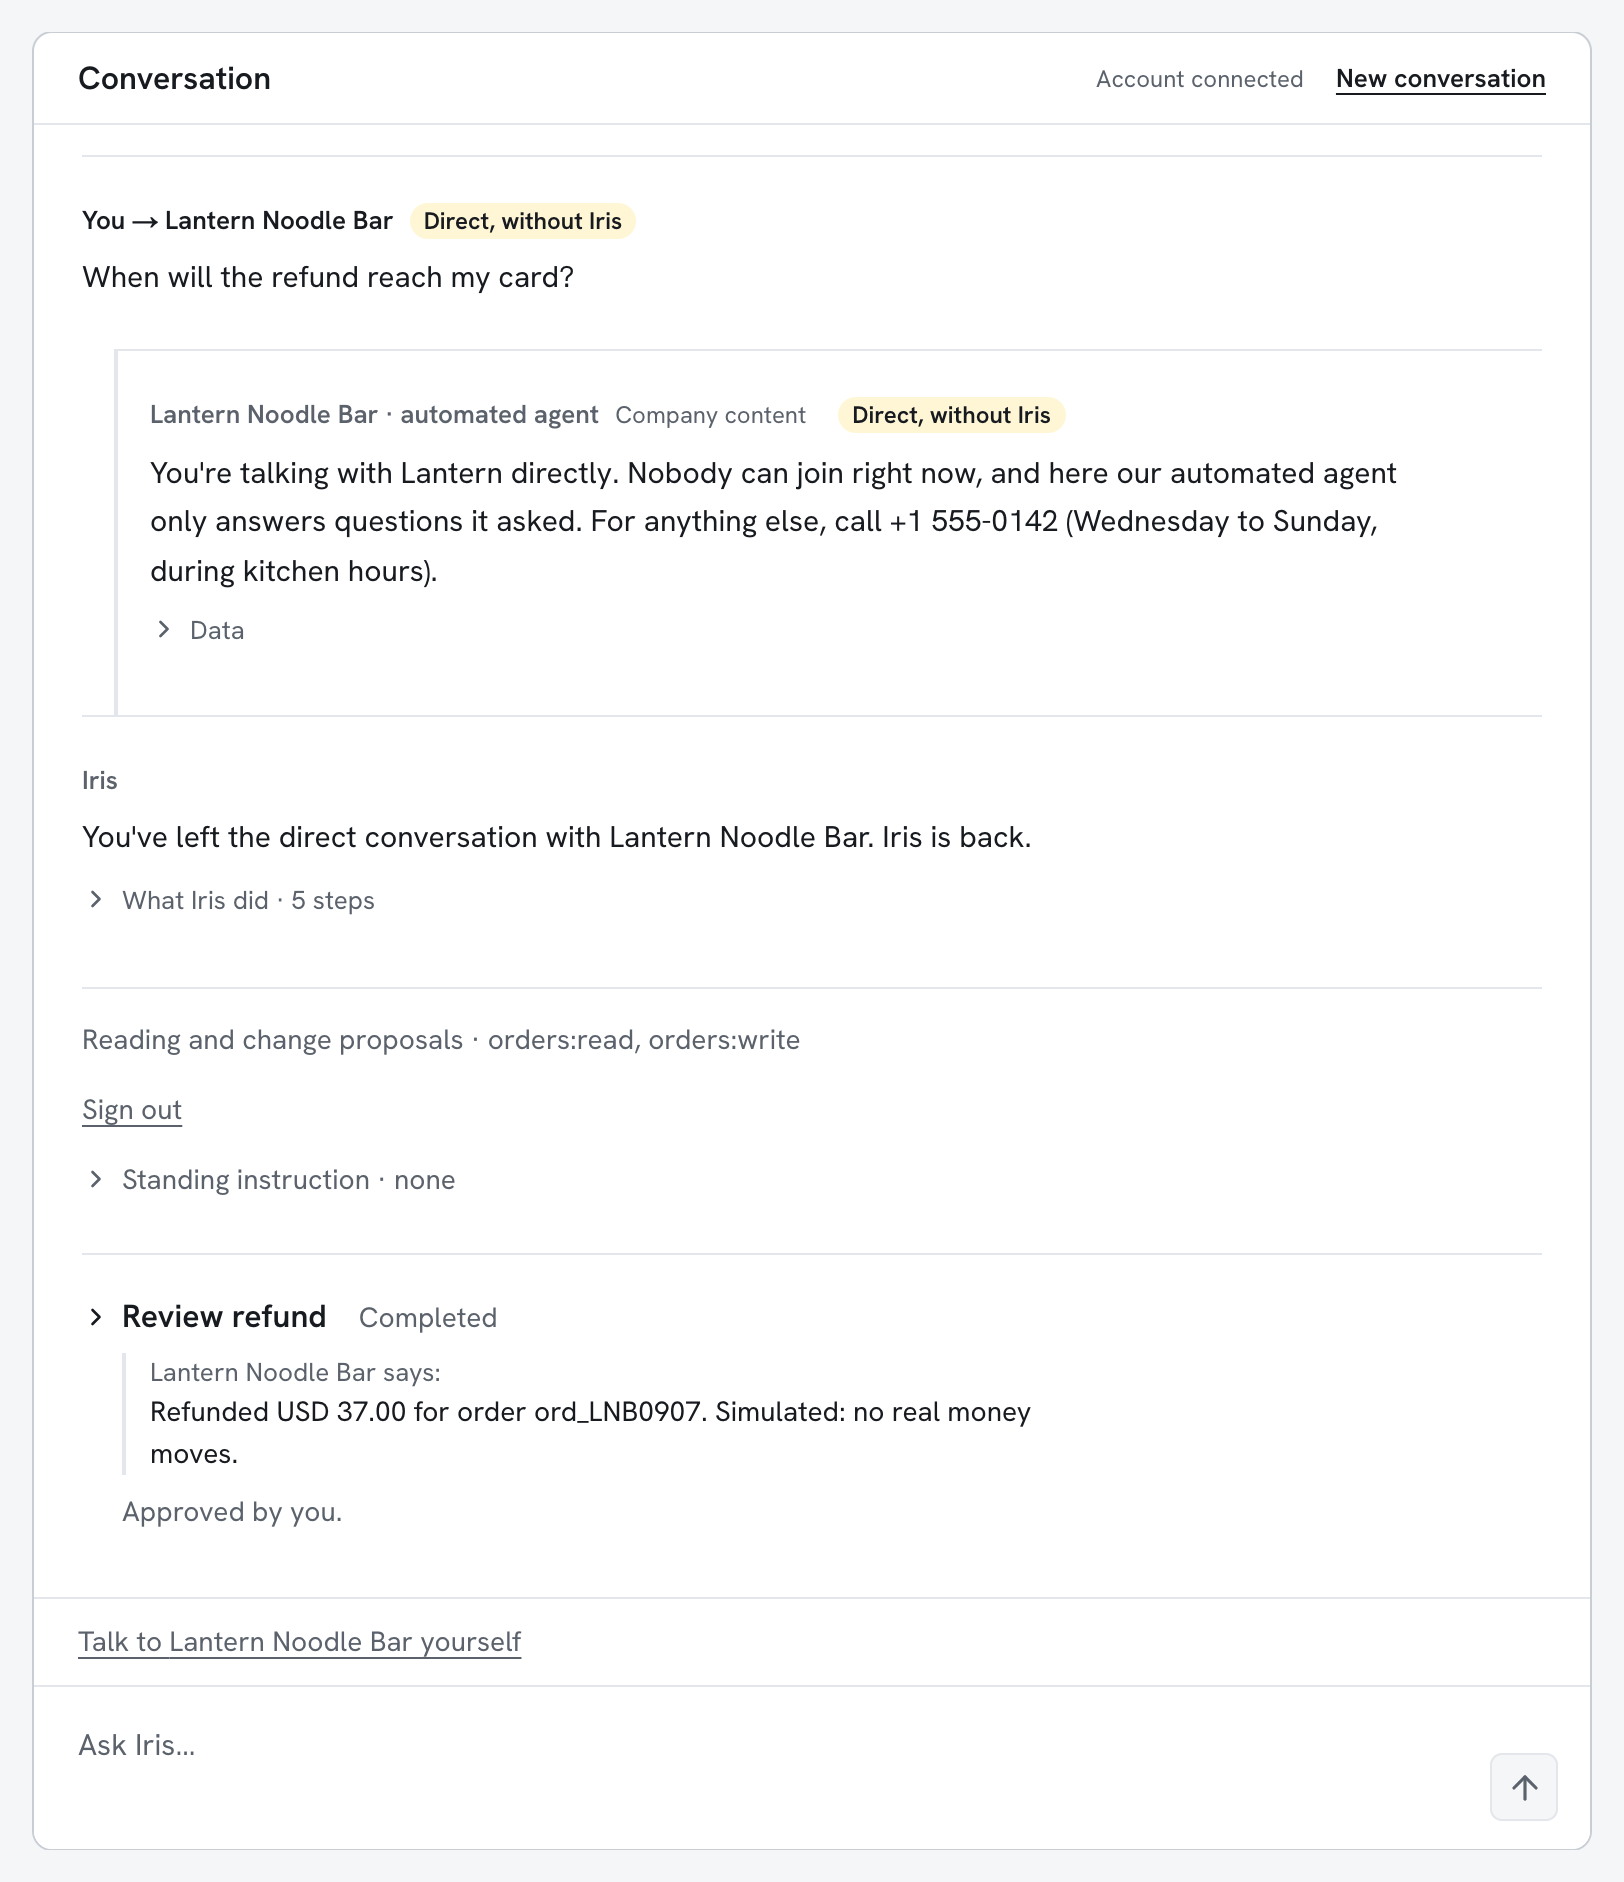 Conversation
Account connected
New conversation
You → Lantern Noodle Bar
Direct, without Iris
When will the refund reach my card?
Lantern Noodle Bar · automated agent
Company content
Direct, without Iris
You're talking with Lantern directly. Nobody can join right now, and here our automated agent
only answers questions it asked. For anything else, call +1 555-0142 (Wednesday to Sunday,
during kitchen hours).
Data
Iris
You've left the direct conversation with Lantern Noodle Bar. Iris is back.
What Iris did · 5 steps
Reading and change proposals · orders:read, orders:write
Sign out
Standing instruction · none
Review refund
Completed
Lantern Noodle Bar says:
Refunded USD 37.00 for order ord_LNB0907. Simulated: no real money
moves.
Approved by you.
Talk to Lantern Noodle Bar yourself
Ask Iris...